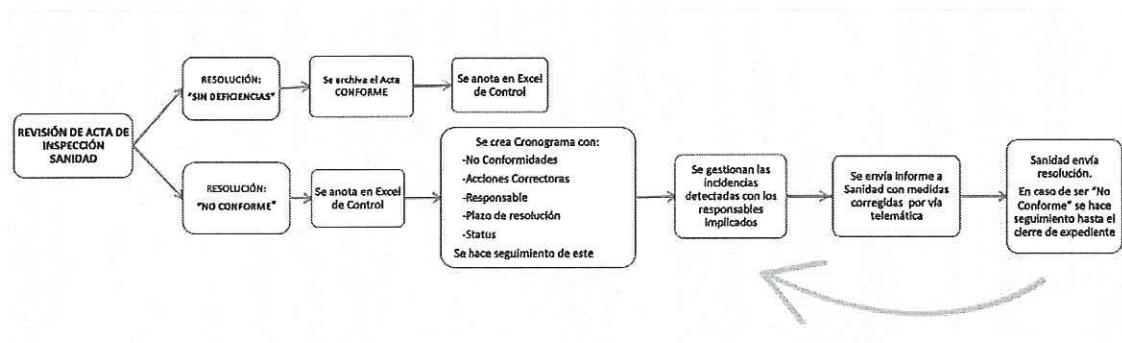 REVISIÓN DE ACTA DE
INSPECCIÓN
SANIDAD
RESOLUCIÓN:
"SIN DEFICIENCIAS"
Se archiva el Acta
CONFORME
Se anota en Excel
de Control
RESOLUCIÓN:
"NO CONFORME"
Se anota en Excel
de Control
Se crea Cronograma con:
-No Conformidades
-Acciones Correctoras
-Responsable
-Plazo de resolución
-Status
Se hace seguimiento de este
Se gestionan las
incidencias
detectadas con los
responsables
implicados
Se envía informe a
Sanidad con medidas
corregidas por vía
telemática
Sanidad envía
resolución.
En caso de ser "No
Conforme" se hace
seguimiento hasta el
cierre de expediente